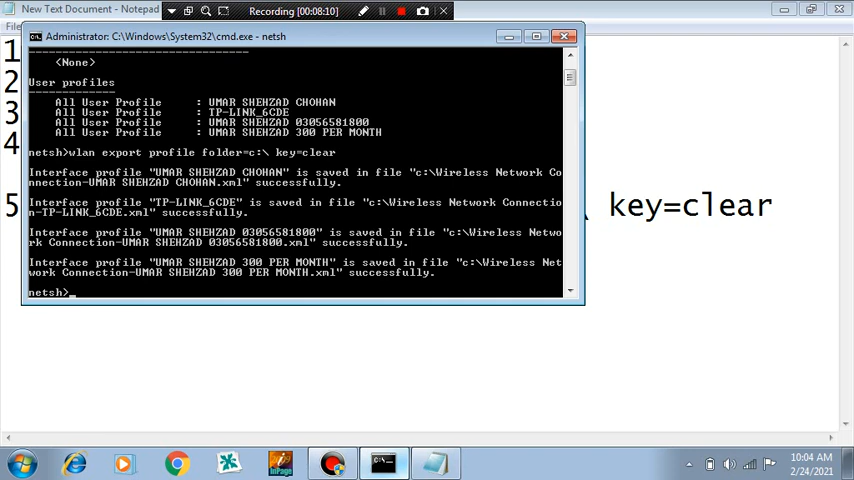 New Text Document - Notepad
Recording [00:08:10]
File
Administrator: C:\Windows\System32\cmd.exe - netsh
---------------------------------
<None>
User profiles
-------------
All User Profile     : UMAR SHEHZAD CHOHAN
All User Profile     : TP-LINK_6CDE
All User Profile     : UMAR SHEHZAD 03056581800
All User Profile     : UMAR SHEHZAD 300 PER MONTH
netsh>wlan export profile folder=c:\ key=clear
Interface profile "UMAR SHEHZAD CHOHAN" is saved in file "c:\Wireless Network Co
nnection-UMAR SHEHZAD CHOHAN.xml" successfully.
Interface profile "TP-LINK_6CDE" is saved in file "c:\Wireless Network Connectio
n-TP-LINK_6CDE.xml" successfully.
Interface profile "UMAR SHEHZAD 03056581800" is saved in file "c:\Wireless Netwo
rk Connection-UMAR SHEHZAD 03056581800.xml" successfully.
Interface profile "UMAR SHEHZAD 300 PER MONTH" is saved in file "c:\Wireless Net
work Connection-UMAR SHEHZAD 300 PER MONTH.xml" successfully.
netsh>_
1
2
3
4
5 \ key=clear
10:04 AM
2/24/2021